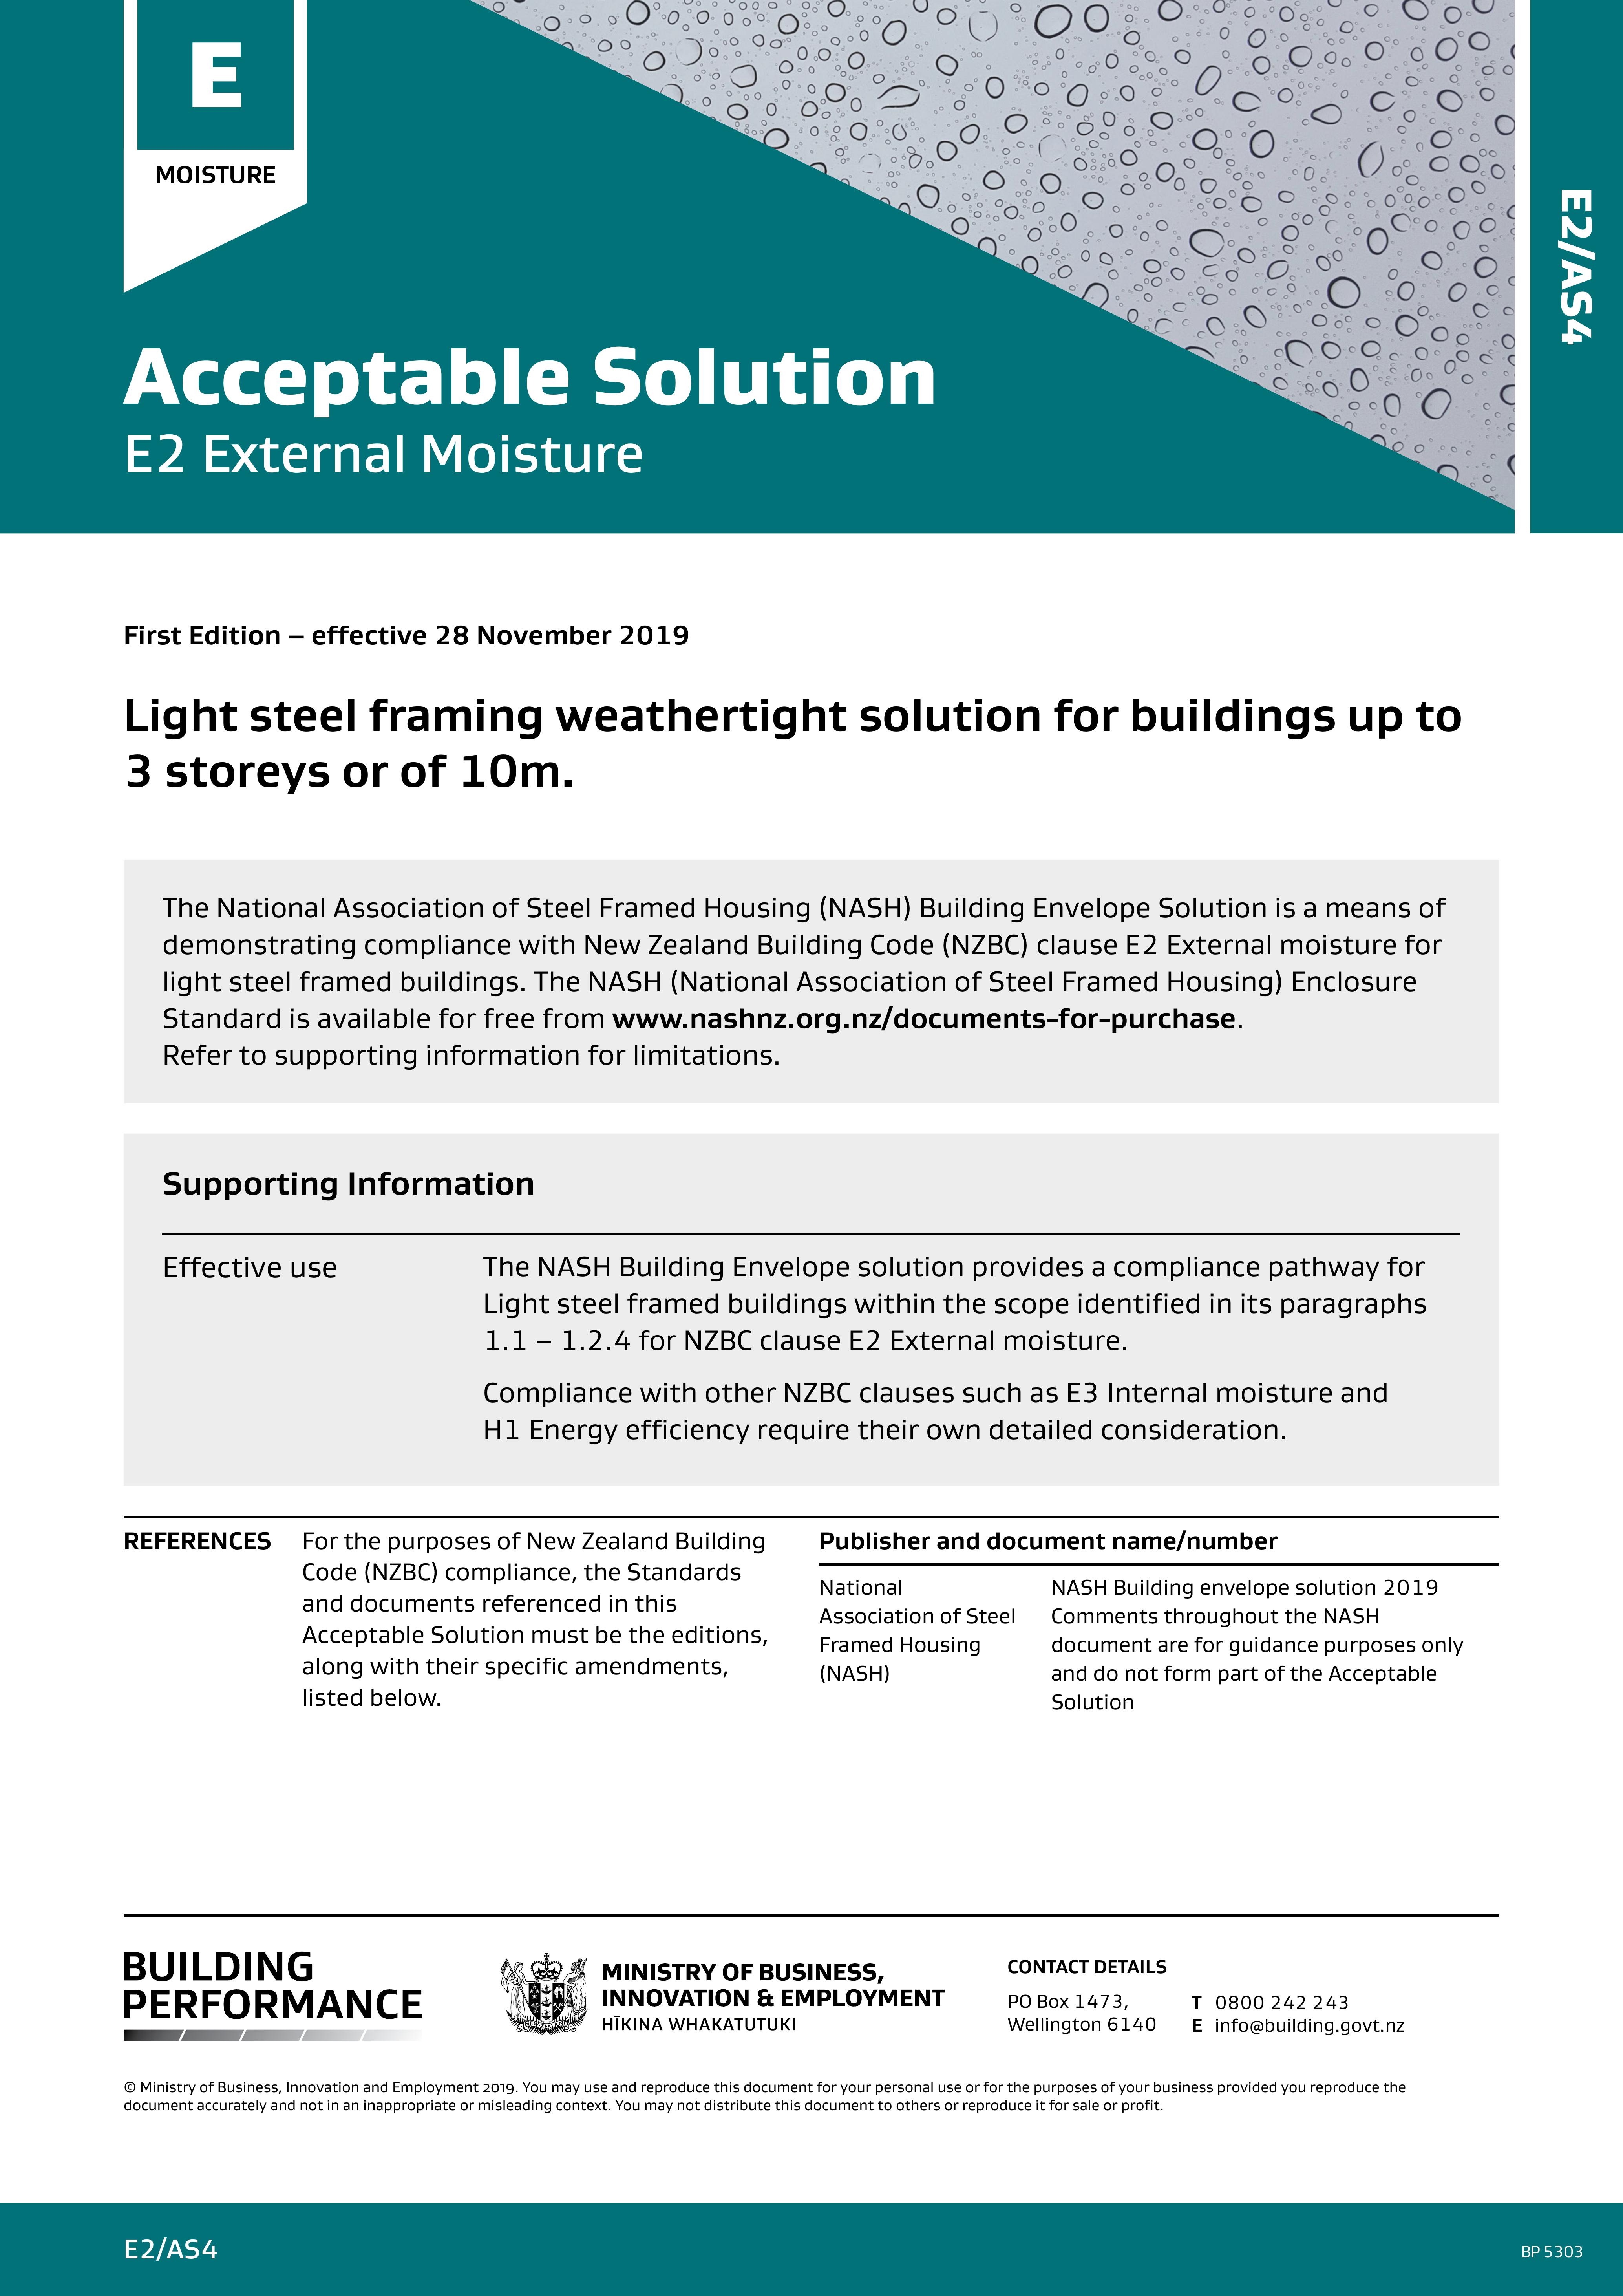 E
MOISTURE
E2/AS4
Acceptable Solution
E2 External Moisture
First Edition – effective 28 November 2019
Light steel framing weathertight solution for buildings up to
3 storeys or of 10m.
The National Association of Steel Framed Housing (NASH) Building Envelope Solution is a means of
demonstrating compliance with New Zealand Building Code (NZBC) clause E2 External moisture for
light steel framed buildings. The NASH (National Association of Steel Framed Housing) Enclosure
Standard is available for free from www.nashnz.org.nz/documents-for-purchase.
Refer to supporting information for limitations.
Supporting Information
Effective use
The NASH Building Envelope solution provides a compliance pathway for
Light steel framed buildings within the scope identified in its paragraphs
1.1 – 1.2.4 for NZBC clause E2 External moisture.
Compliance with other NZBC clauses such as E3 Internal moisture and
H1 Energy efficiency require their own detailed consideration.
REFERENCES
For the purposes of New Zealand Building
Code (NZBC) compliance, the Standards
and documents referenced in this
Acceptable Solution must be the editions,
along with their specific amendments,
listed below.
Publisher and document name/number
National
Association of Steel
Framed Housing
(NASH)
NASH Building envelope solution 2019
Comments throughout the NASH
document are for guidance purposes only
and do not form part of the Acceptable
Solution
BUILDING
PERFORMANCE
MINISTRY OF BUSINESS,
INNOVATION & EMPLOYMENT
HĪKINA WHAKATUTUKI
CONTACT DETAILS
PO Box 1473,
Wellington 6140
T 0800 242 243
E info@building.govt.nz
© Ministry of Business, Innovation and Employment 2019. You may use and reproduce this document for your personal use or for the purposes of your business provided you reproduce the
document accurately and not in an inappropriate or misleading context. You may not distribute this document to others or reproduce it for sale or profit.
E2/AS4
BP 5303